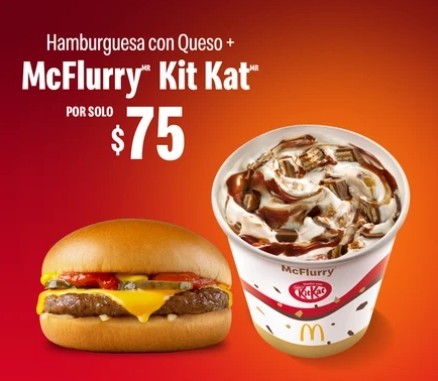 Hamburguesa con Queso +
McFlurry MR Kit Kat MR
POR SOLO
$75
McFlurry
KitKat